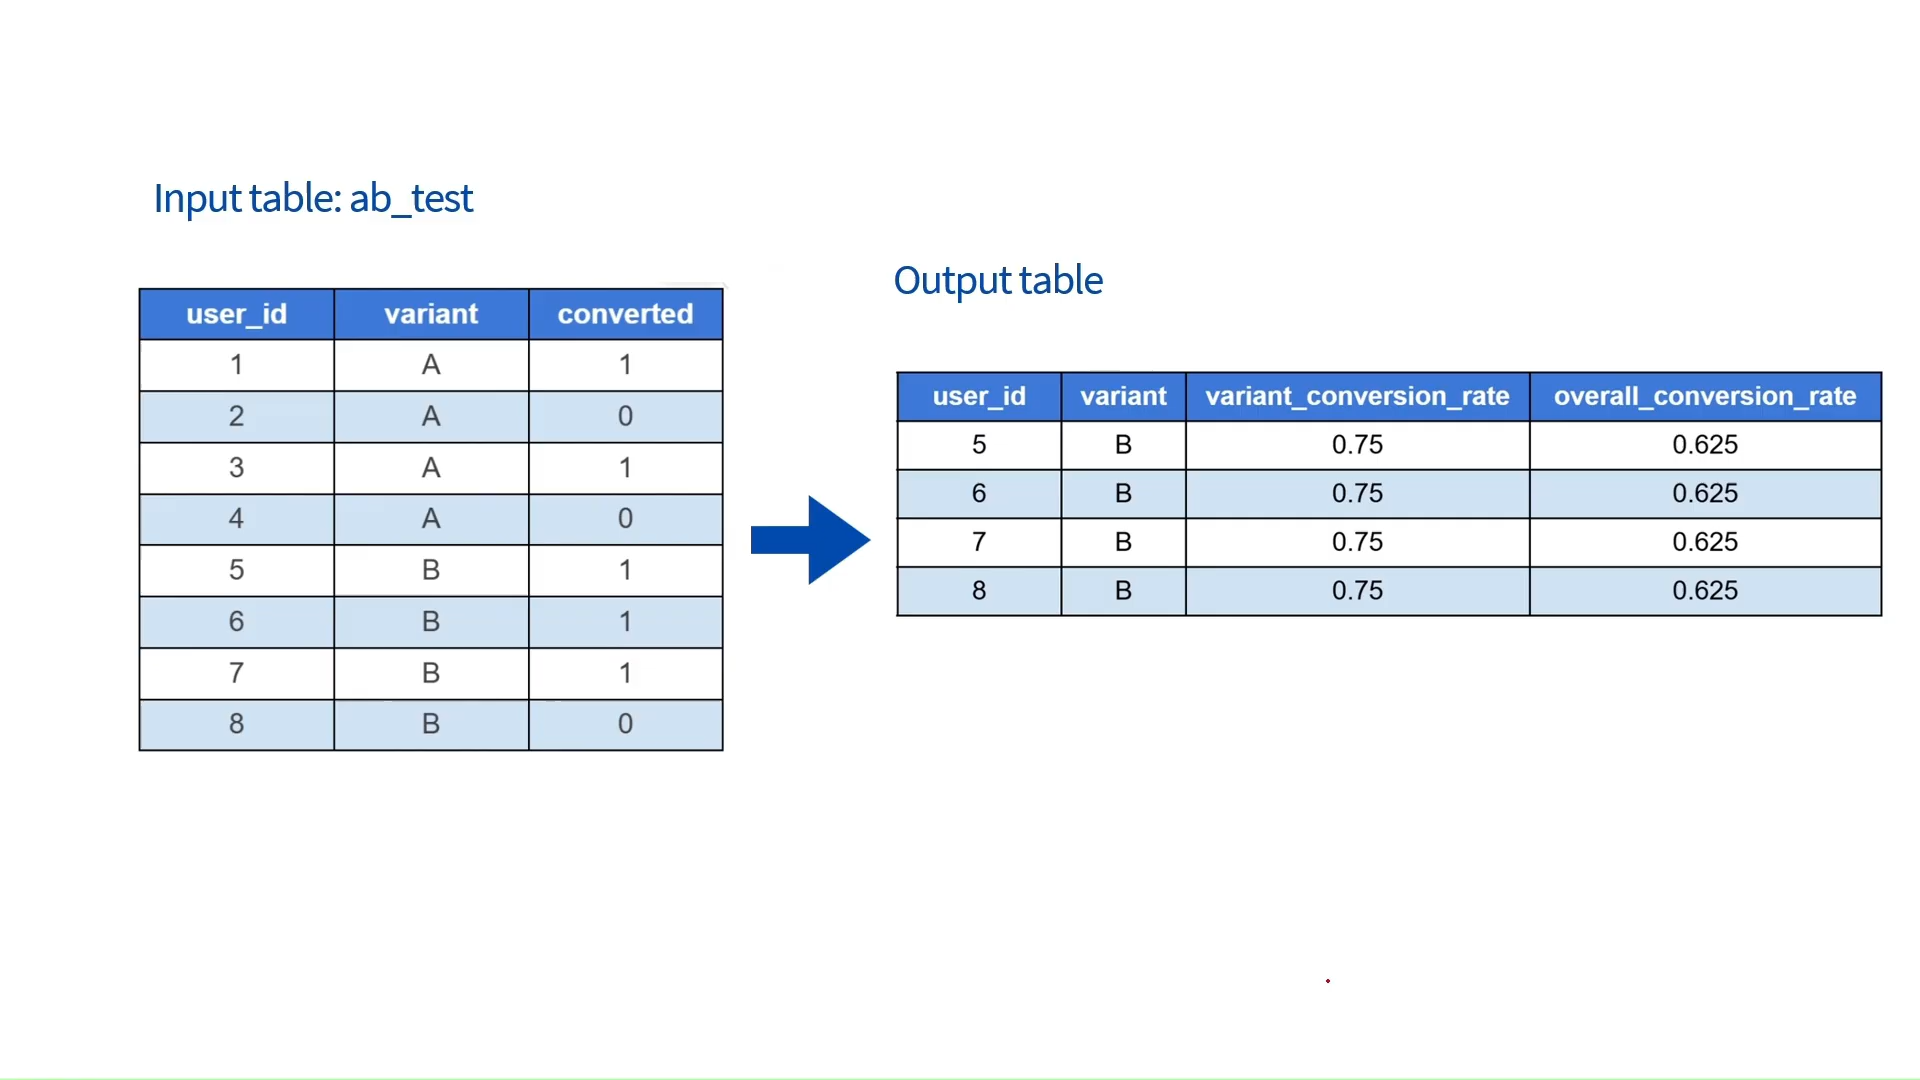 Input table: ab_test
user_id variant converted
1 A 1
2 A 0
3 A 1
4 A 0
5 B 1
6 B 1
7 B 1
8 B 0
Output table
user_id variant variant_conversion_rate overall_conversion_rate
5 B 0.75 0.625
6 B 0.75 0.625
7 B 0.75 0.625
8 B 0.75 0.625